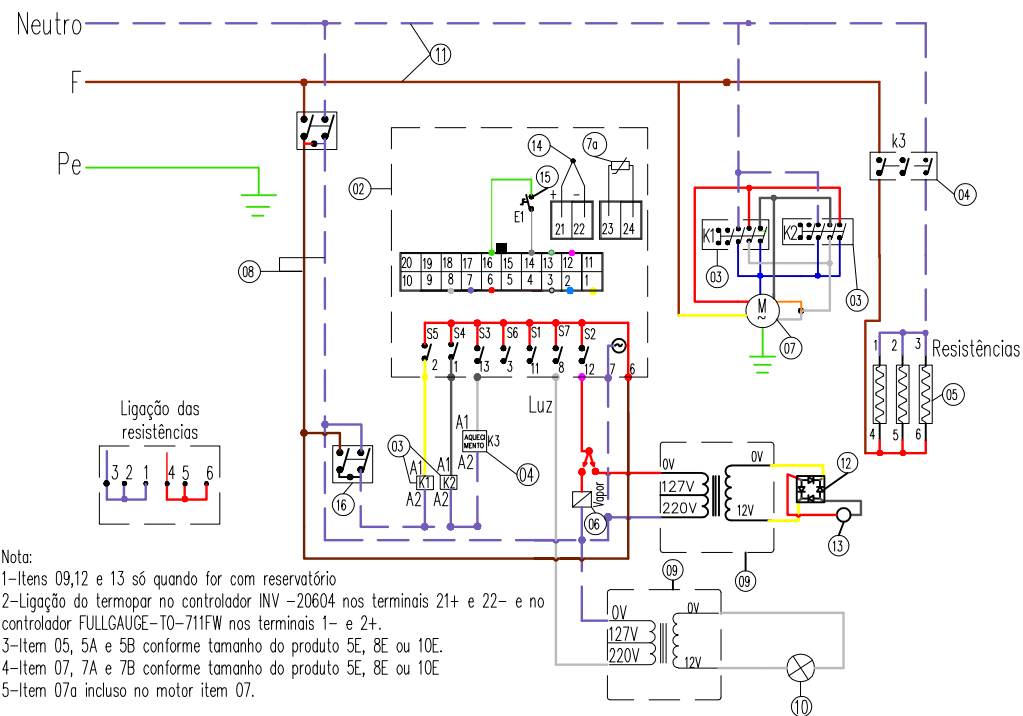 Neutro
11
F
k3
Pe
04
02
14
7a
15
+ −
E1
21 22 23 24
K1 K2
03
03
08
20 19 18 17 16 15 14 13 12 11
10 9 8 7 6 5 4 3 2 1
M
~
07
S5 S4 S3 S6 S1 S7 S2
2 1 13 3 11 8 12 7 6
1 2 3
Resistências
05
4 5 6
Luz
Ligação das
resistências
3 2 1 4 5 6
A1
AQUECI
MENTO
K3
A2
04
03
A1 A1
K1 K2
A2 A2
16
Vapor
06
0V 0V
127V
220V 12V
12
13
09
09
Nota:
1-Itens 09,12 e 13 só quando for com reservatório
2-Ligação do termopar no controlador INV -20604 nos terminais 21+ e 22- e no
controlador FULLGAUGE-TO-711FW nos terminais 1- e 2+.
3-Item 05, 5A e 5B conforme tamanho do produto 5E, 8E ou 10E.
4-Item 07, 7A e 7B conforme tamanho do produto 5E, 8E ou 10E
5-Item 07a incluso no motor item 07.
0V 0V
127V
220V 12V
10